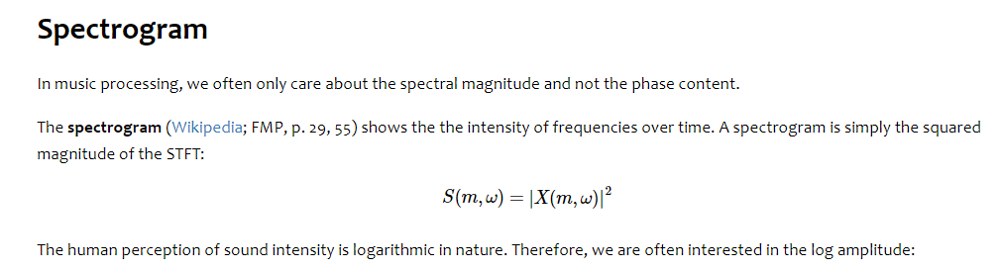 Spectrogram
In music processing, we often only care about the spectral magnitude and not the phase content.
The spectrogram (Wikipedia; FMP, p. 29, 55) shows the the intensity of frequencies over time. A spectrogram is simply the squared
magnitude of the STFT:
S(m, ω) = |X(m, ω)|²
The human perception of sound intensity is logarithmic in nature. Therefore, we are often interested in the log amplitude: